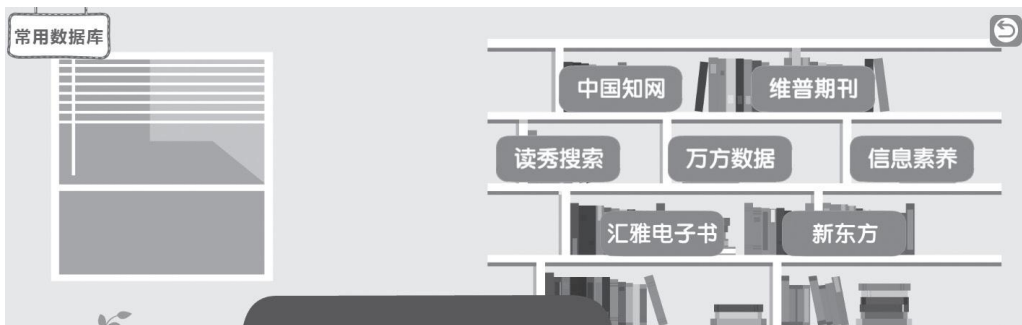 常用数据库
中国知网
维普期刊
读秀搜索
万方数据
信息素养
汇雅电子书
新东方